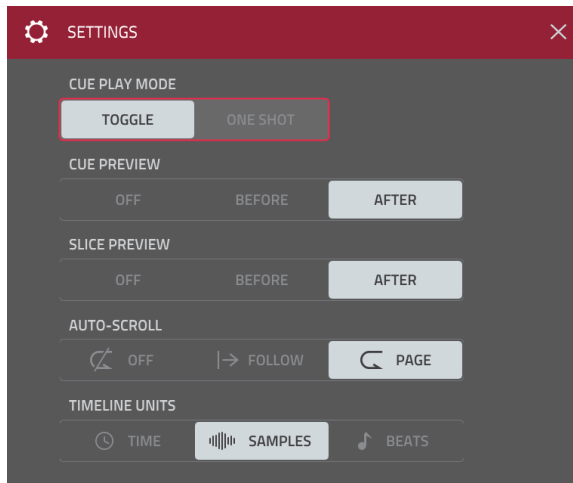 SETTINGS
CUE PLAY MODE
TOGGLE ONE SHOT
CUE PREVIEW
OFF BEFORE AFTER
SLICE PREVIEW
OFF BEFORE AFTER
AUTO-SCROLL
OFF FOLLOW PAGE
TIMELINE UNITS
TIME SAMPLES BEATS